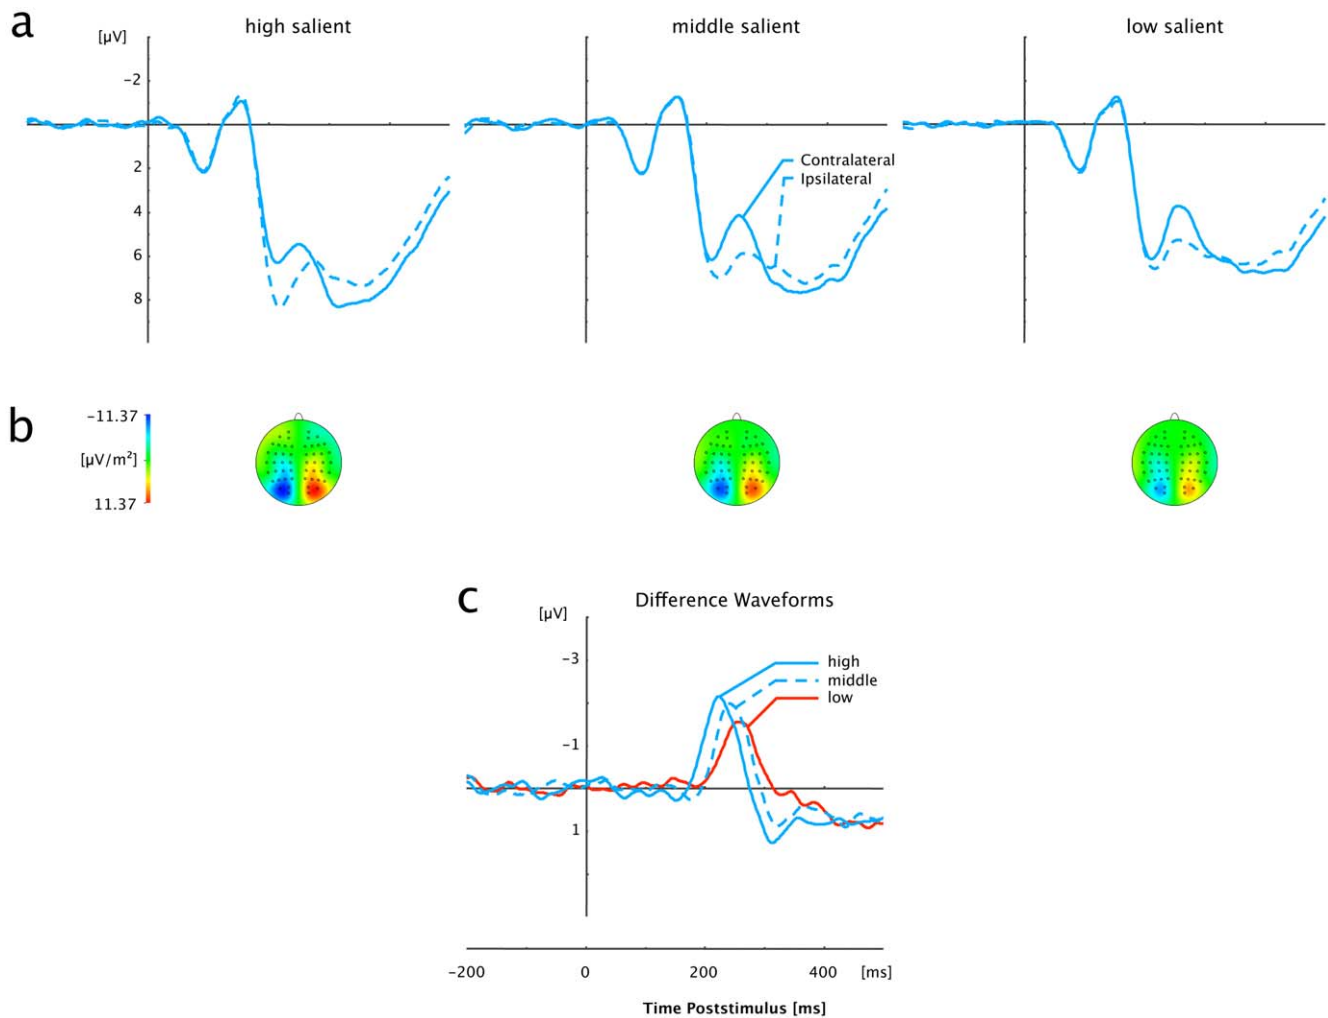 a
high salient
middle salient
low salient
[µV]
−2
2
4
6
8
Contralateral
Ipsilateral
b
−11.37
[µV/m²]
11.37
c
Difference Waveforms
[µV]
−3
−1
1
high
middle
low
−200 0 200 400 [ms]
Time Poststimulus [ms]